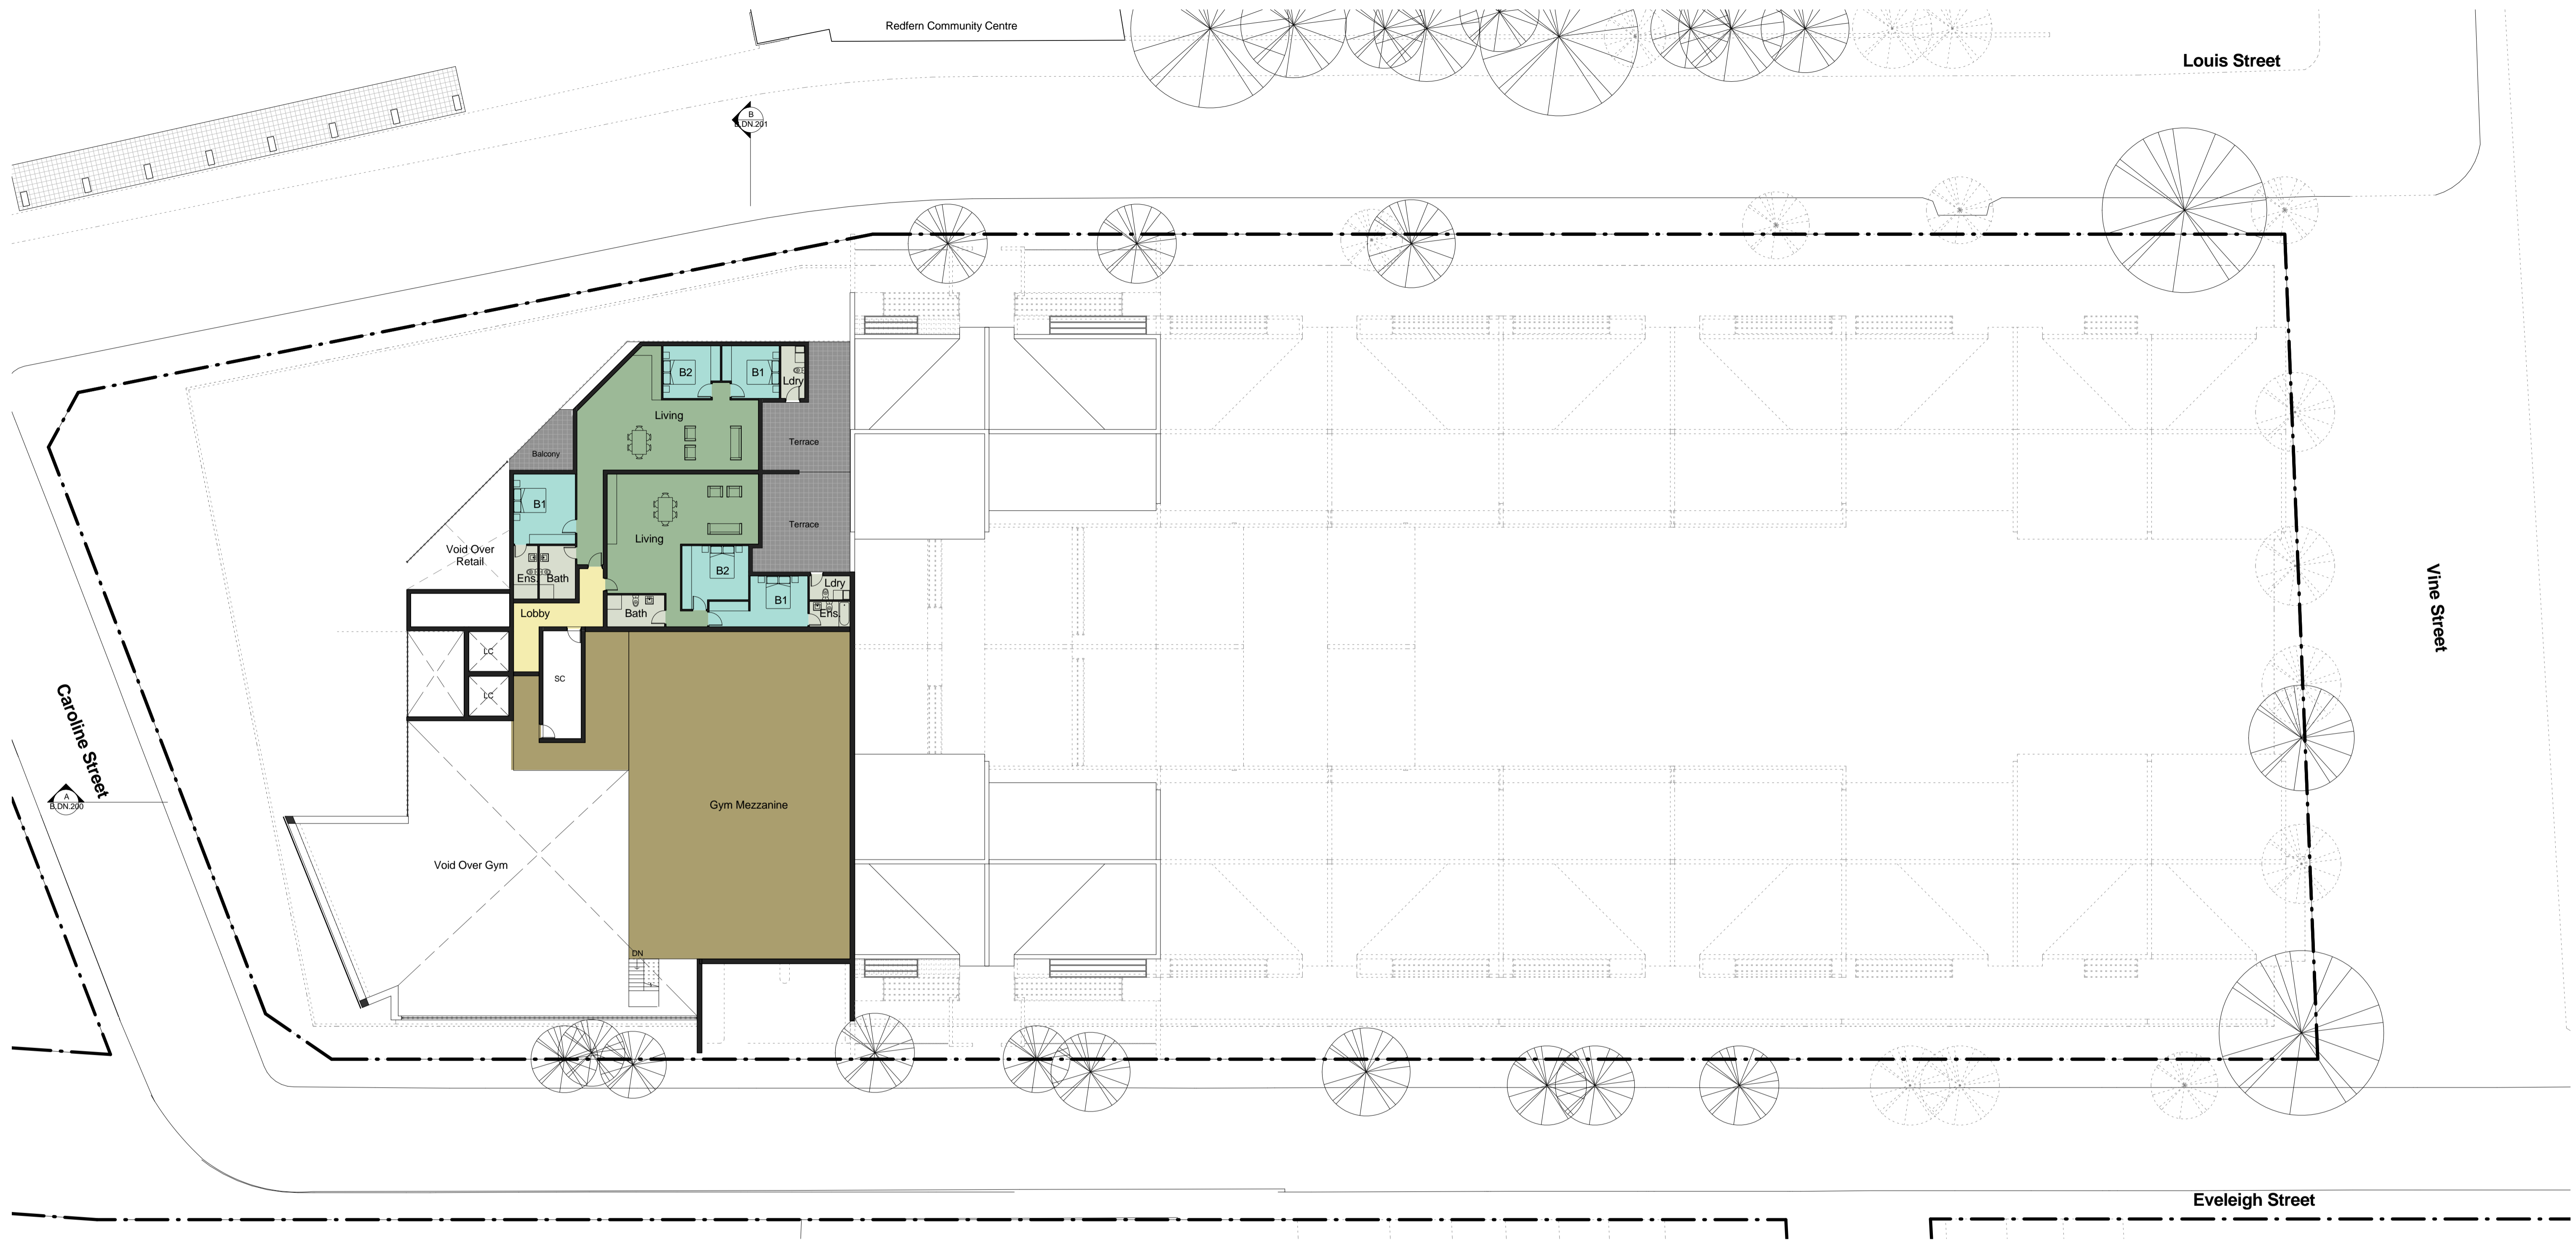 Redfern Community Centre
Louis Street
B
B.DN.201
B2
B1
Ldry
Living
Terrace
Balcony
B1
Terrace
Living
Void Over
Retail
B2
Ens.
Bath
Ldry
B1
Lobby
Bath
Ens.
Vine Street
LC
SC
LC
Caroline Street
A
B.DN.200
Gym Mezzanine
Void Over Gym
DN
Eveleigh Street